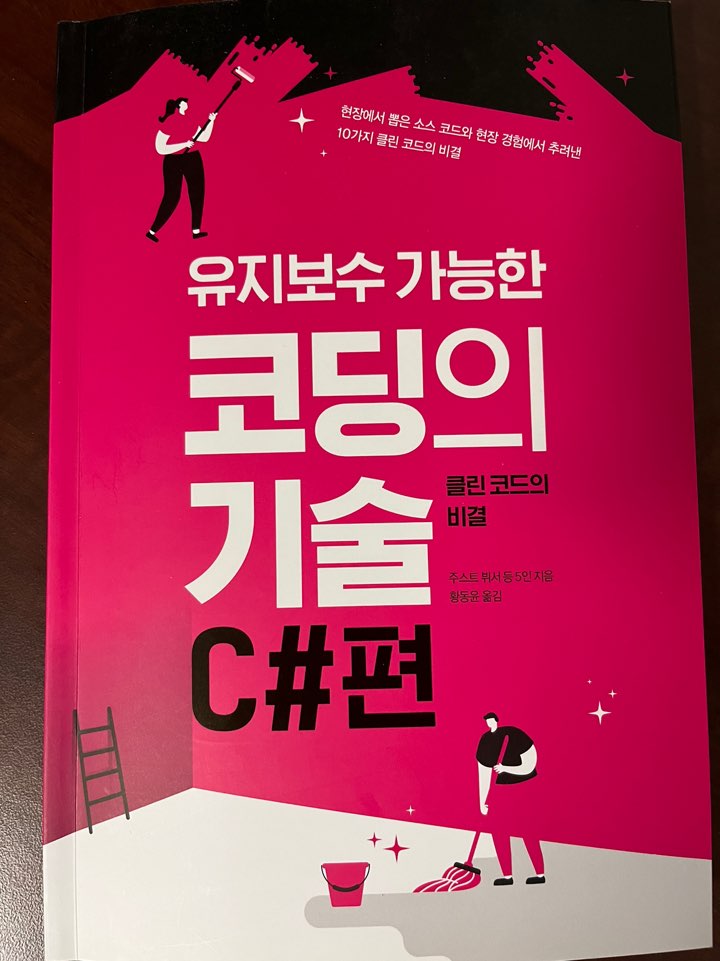 현장에서 뽑은 소스 코드와 현장 경험에서 추려낸
10가지 클린 코드의 비결
유지보수 가능한
코딩의
기술
클린 코드의
비결
주스트 뷔서 등 5인 지음
황동윤 옮김
C#편